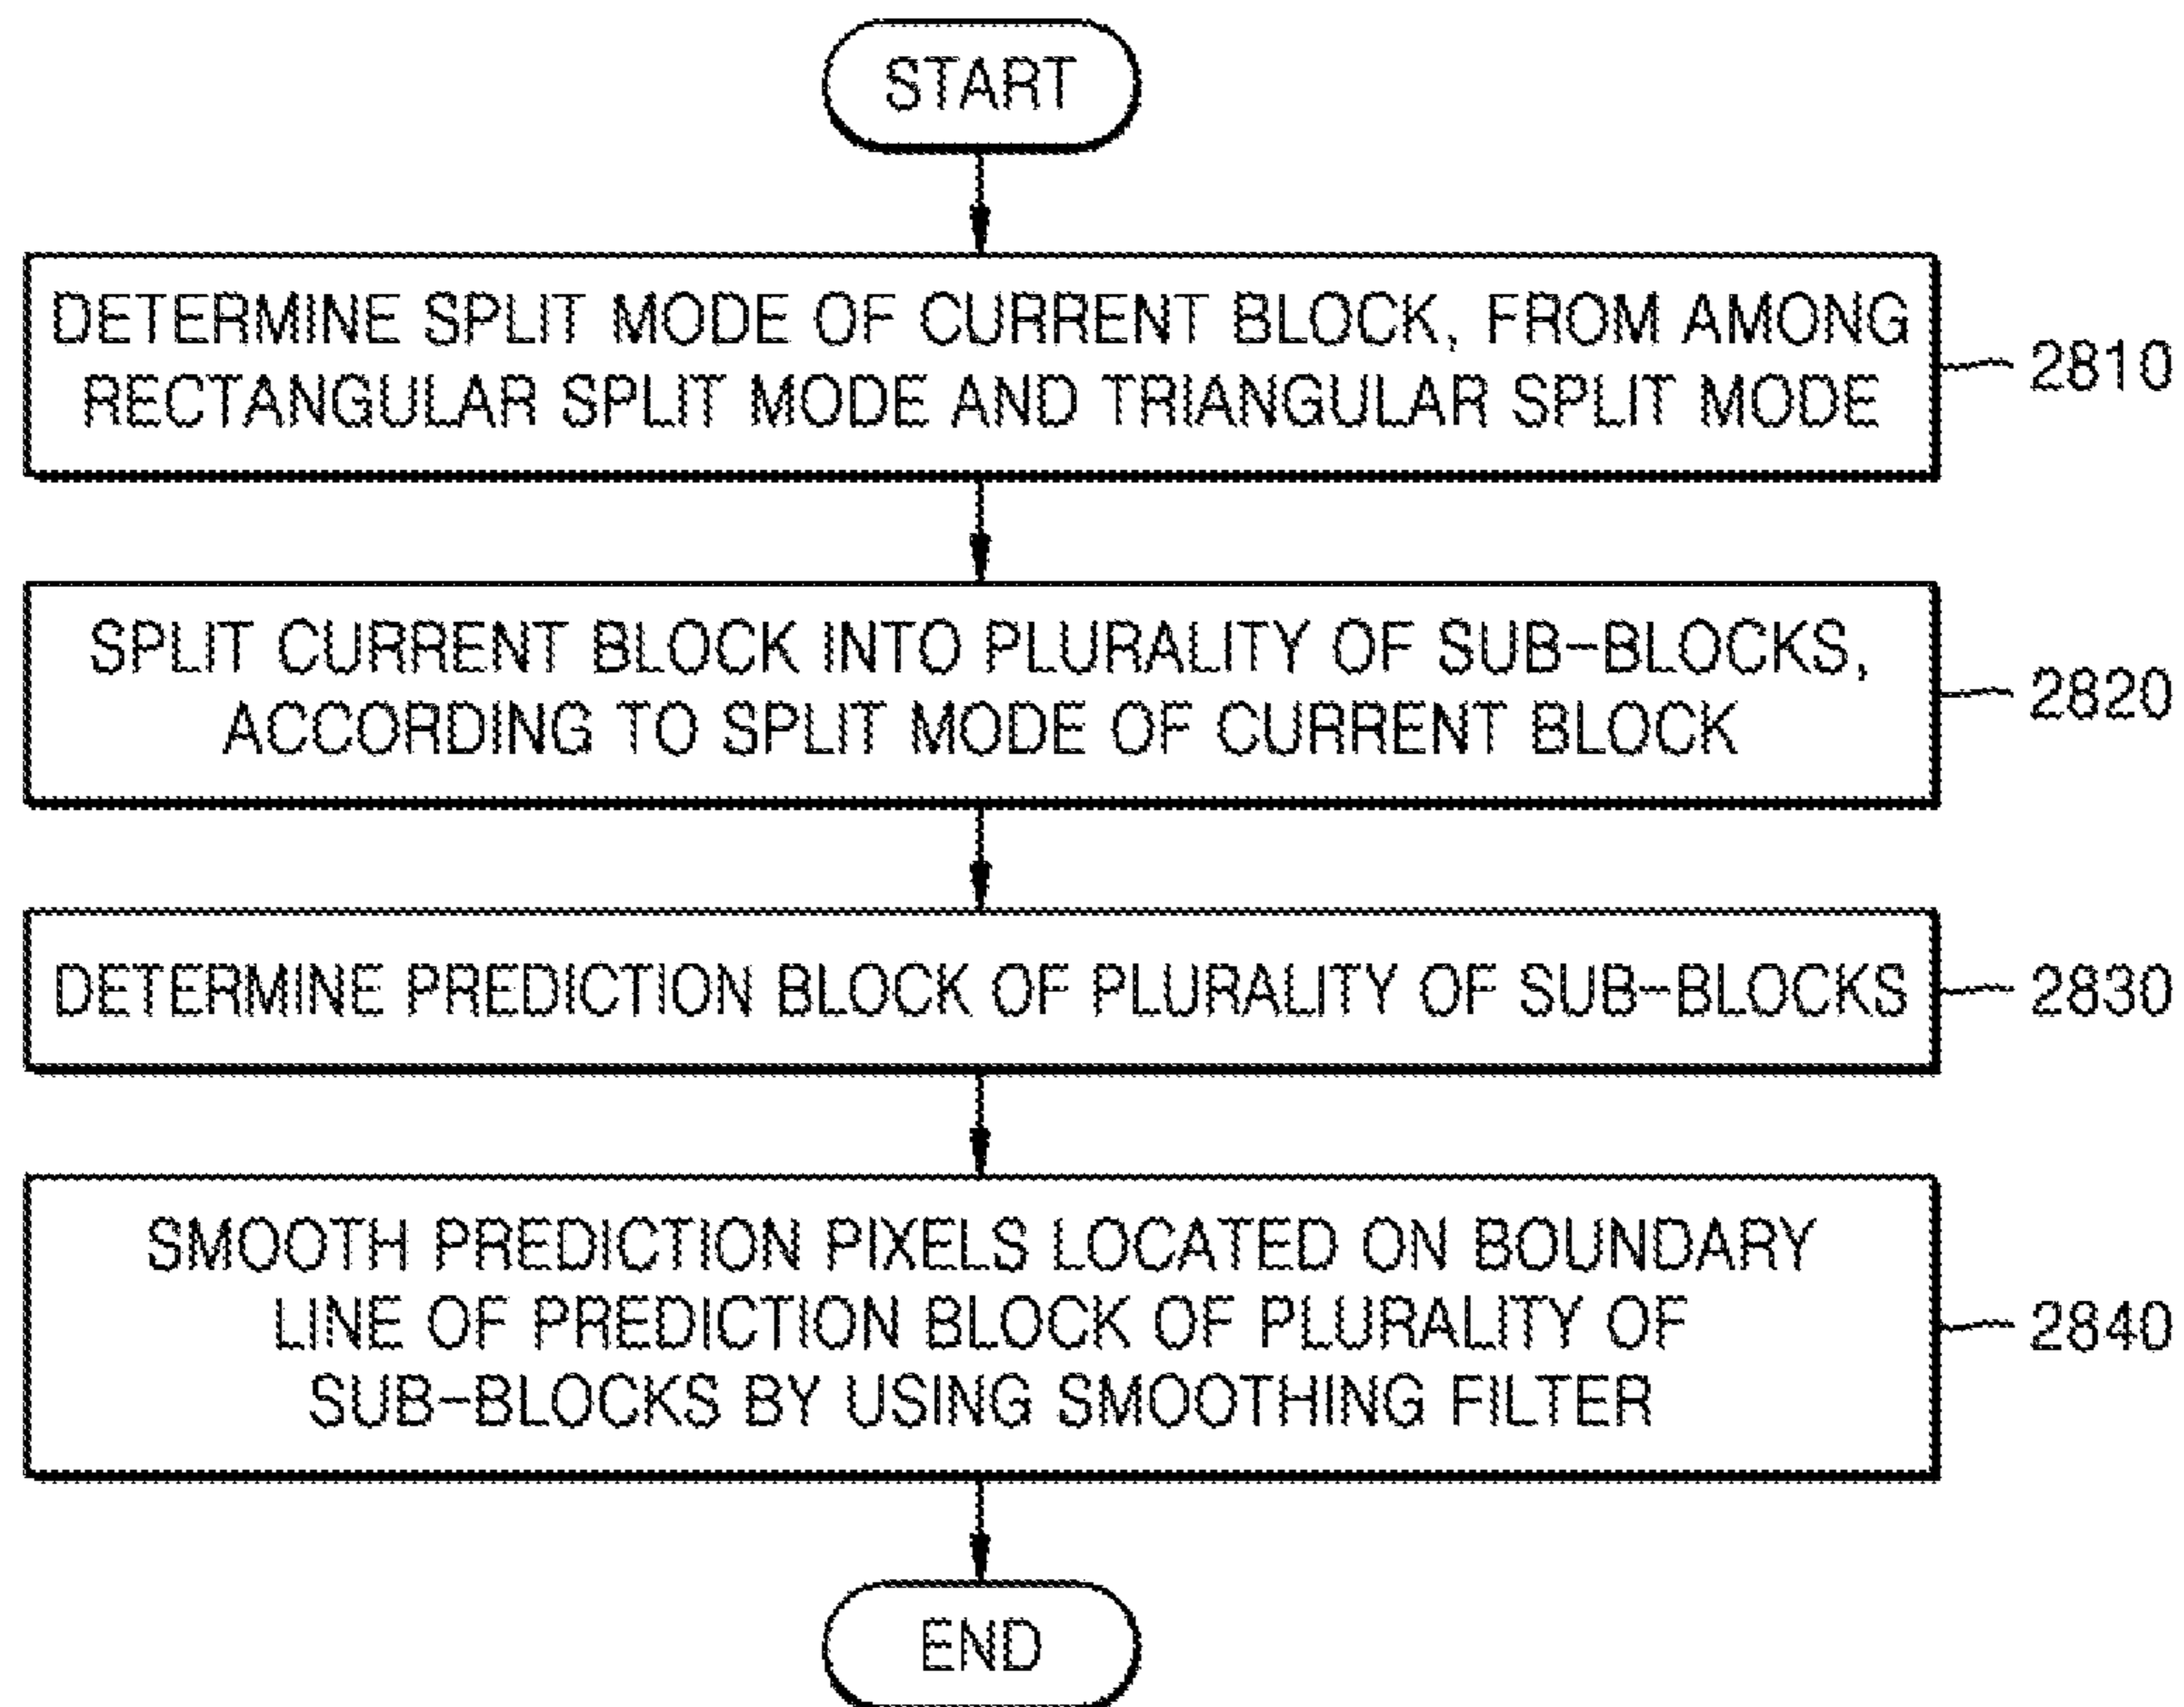 START
DETERMINE SPLIT MODE OF CURRENT BLOCK, FROM AMONG
RECTANGULAR SPLIT MODE AND TRIANGULAR SPLIT MODE
2810
SPLIT CURRENT BLOCK INTO PLURALITY OF SUB-BLOCKS,
ACCORDING TO SPLIT MODE OF CURRENT BLOCK
2820
DETERMINE PREDICTION BLOCK OF PLURALITY OF SUB-BLOCKS
2830
SMOOTH PREDICTION PIXELS LOCATED ON BOUNDARY
LINE OF PREDICTION BLOCK OF PLURALITY OF
SUB-BLOCKS BY USING SMOOTHING FILTER
2840
END